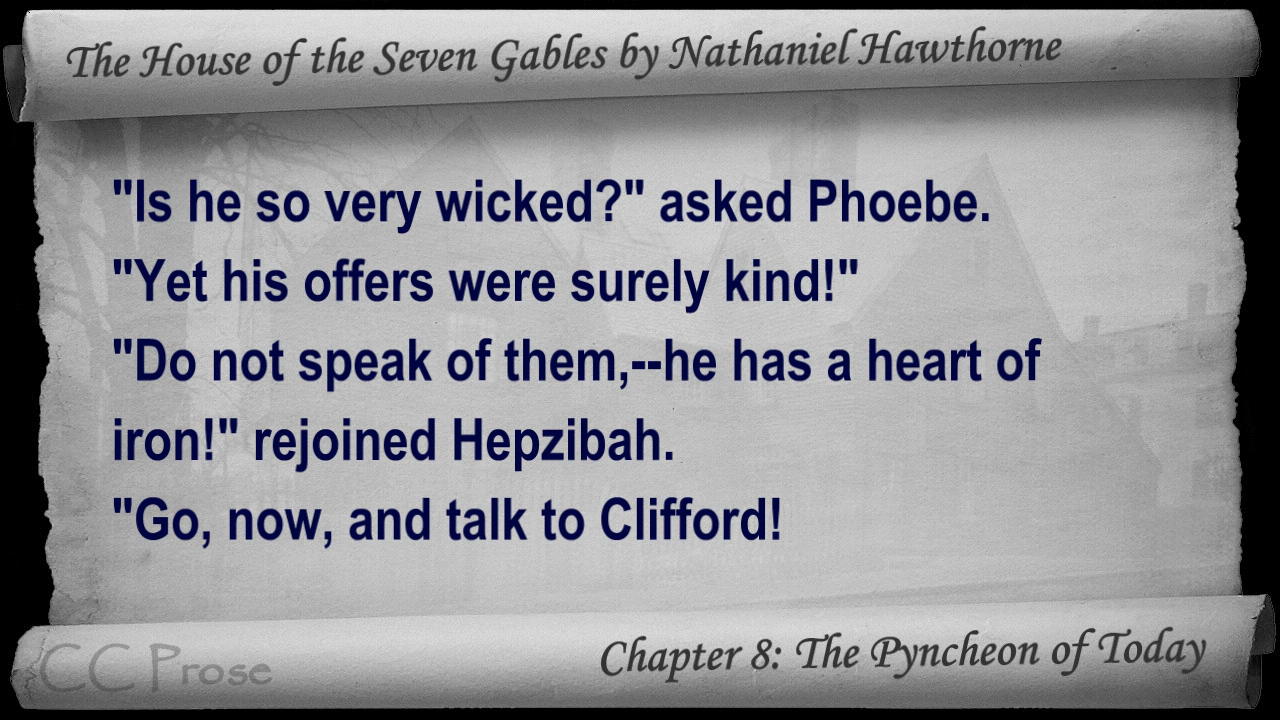 The House of the Seven Gables by Nathaniel Hawthorne
"Is he so very wicked?" asked Phoebe.
"Yet his offers were surely kind!"
"Do not speak of them,--he has a heart of
iron!" rejoined Hepzibah.
"Go, now, and talk to Clifford!
CC Prose
Chapter 8: The Pyncheon of Today